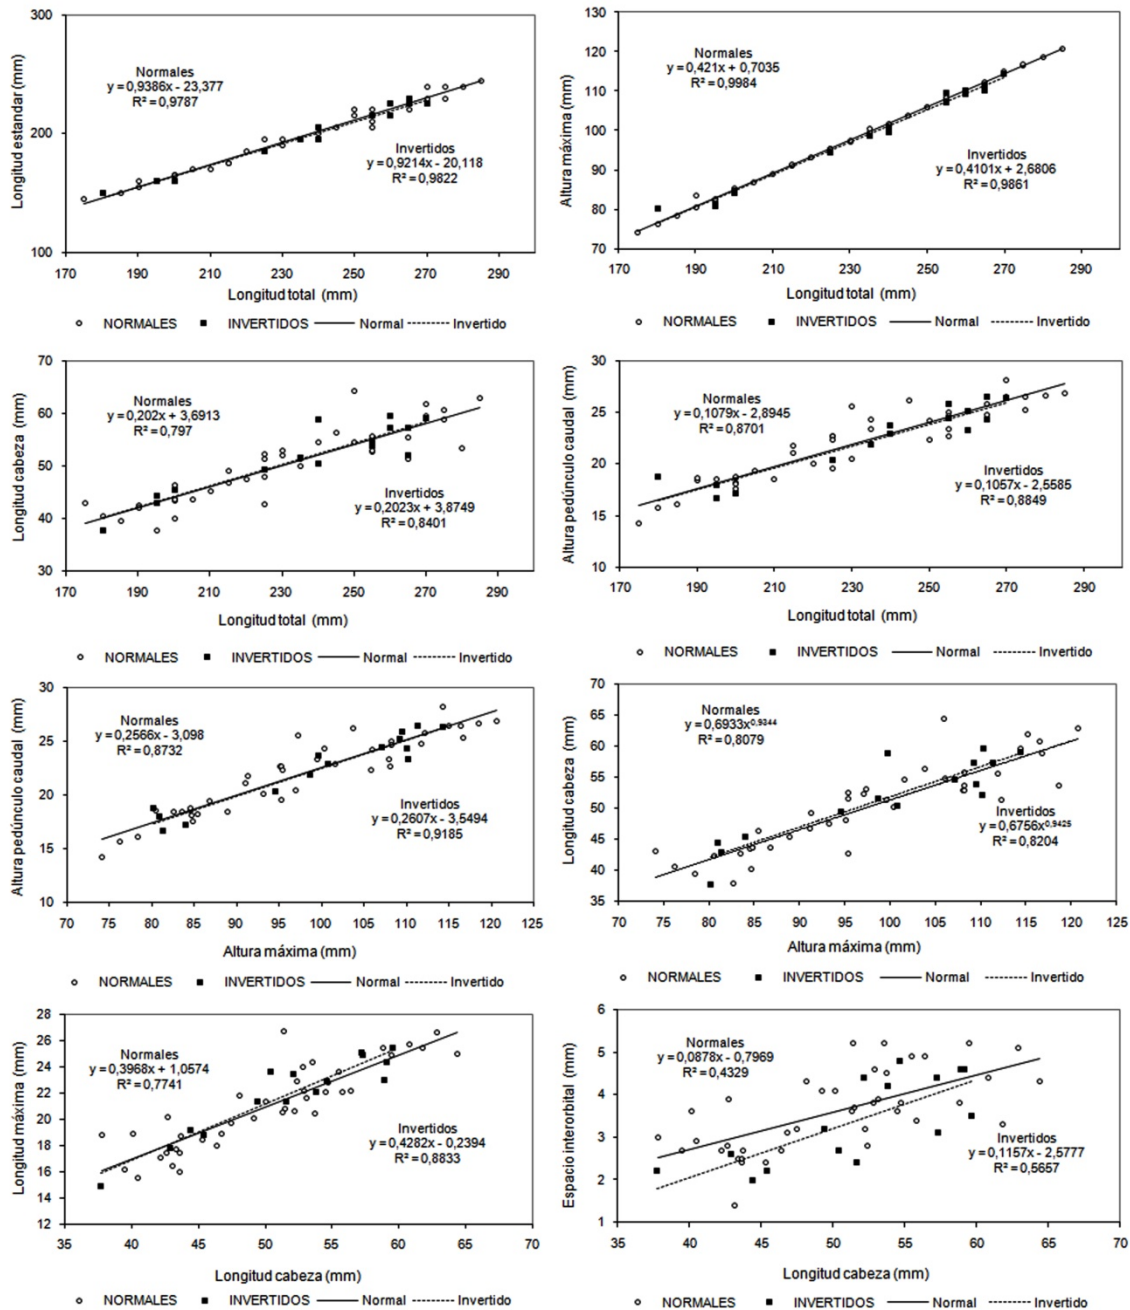 300
200
100
Longitud estandar (mm)
Normales
y = 0,9386x - 23,377
R² = 0,9787
Invertidos
y = 0,9214x - 20,118
R² = 0,9822
170 190 210 230 250 270 290
Longitud total (mm)
NORMALES INVERTIDOS Normal Invertido
130
120
110
100
90
80
70
Altura máxima (mm)
Normales
y = 0,421x + 0,7035
R² = 0,9984
Invertidos
y = 0,4101x + 2,6806
R² = 0,9861
170 190 210 230 250 270 290
Longitud total (mm)
NORMALES INVERTIDOS Normal Invertido
70
60
50
40
30
Longitud cabeza (mm)
Normales
y = 0,202x + 3,6913
R² = 0,797
Invertidos
y = 0,2023x + 3,8749
R² = 0,8401
170 190 210 230 250 270 290
Longitud total (mm)
NORMALES INVERTIDOS Normal Invertido
30
25
20
15
10
Altura pedúnculo caudal (mm)
Normales
y = 0,1079x - 2,8945
R² = 0,8701
Invertidos
y = 0,1057x - 2,5585
R² = 0,8849
170 190 210 230 250 270 290
Longitud total (mm)
NORMALES INVERTIDOS Normal Invertido
30
25
20
15
10
Altura pedúnculo caudal (mm)
Normales
y = 0,2566x - 3,098
R² = 0,8732
Invertidos
y = 0,2607x - 3,5494
R² = 0,9185
70 75 80 85 90 95 100 105 110 115 120 125
Altura máxima (mm)
NORMALES INVERTIDOS Normal Invertido
70
65
60
55
50
45
40
35
Longitud cabeza (mm)
Normales
y = 0,6933x^0,9344
R² = 0,8079
Invertidos
y = 0,6756x^0,9425
R² = 0,8204
70 75 80 85 90 95 100 105 110 115 120 125
Altura máxima (mm)
NORMALES INVERTIDOS Normal Invertido
28
26
24
22
20
18
16
14
12
Longitud máxima (mm)
Normales
y = 0,3968x + 1,0574
R² = 0,7741
Invertidos
y = 0,4282x - 0,2394
R² = 0,8833
35 40 45 50 55 60 65 70
Longitud cabeza (mm)
NORMALES INVERTIDOS Normal Invertido
6
5
4
3
2
1
Espacio interorbital (mm)
Normales
y = 0,0878x - 0,7969
R² = 0,4329
Invertidos
y = 0,1157x - 2,5777
R² = 0,5657
35 40 45 50 55 60 65 70
Longitud cabeza (mm)
NORMALES INVERTIDOS Normal Invertido